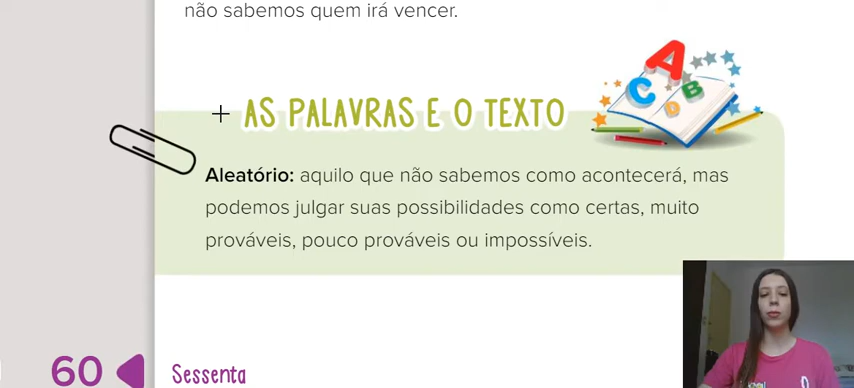 não sabemos quem irá vencer.
+ AS PALAVRAS E O TEXTO
A C B
Aleatório: aquilo que não sabemos como acontecerá, mas
podemos julgar suas possibilidades como certas, muito
prováveis, pouco prováveis ou impossíveis.
60 Sessenta